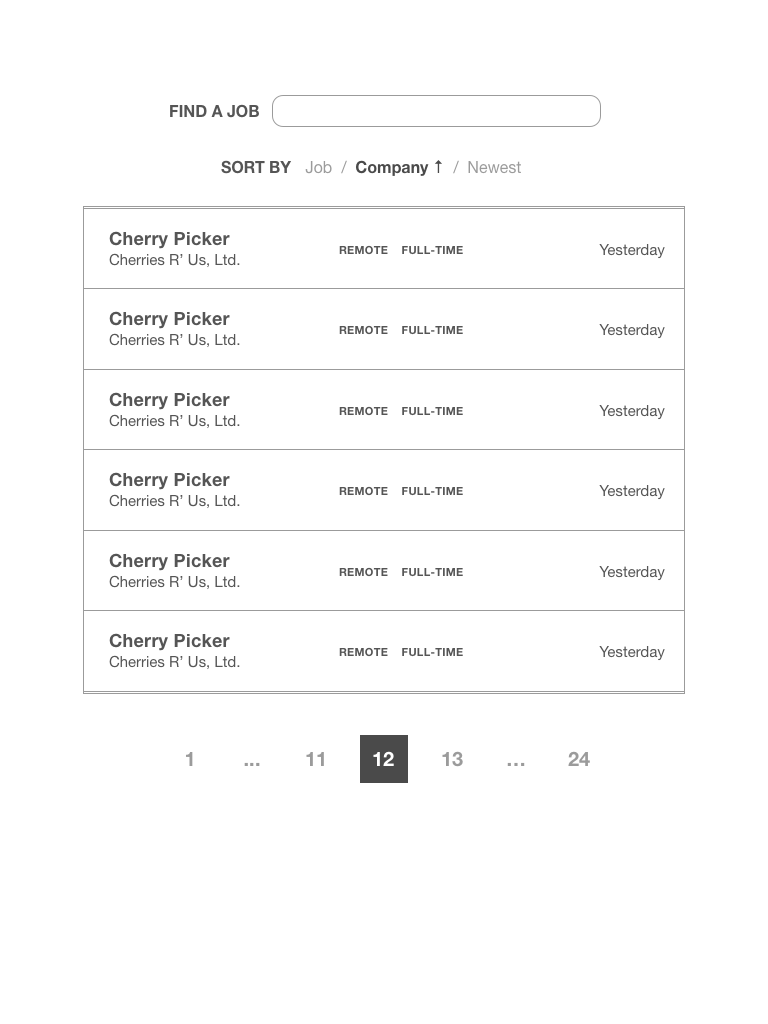 FIND A JOB
SORT BY Job / Company ↑ / Newest
Cherry Picker
Cherries R’ Us, Ltd.
REMOTE FULL-TIME
Yesterday
Cherry Picker
Cherries R’ Us, Ltd.
REMOTE FULL-TIME
Yesterday
Cherry Picker
Cherries R’ Us, Ltd.
REMOTE FULL-TIME
Yesterday
Cherry Picker
Cherries R’ Us, Ltd.
REMOTE FULL-TIME
Yesterday
Cherry Picker
Cherries R’ Us, Ltd.
REMOTE FULL-TIME
Yesterday
Cherry Picker
Cherries R’ Us, Ltd.
REMOTE FULL-TIME
Yesterday
1 ... 11 12 13 … 24